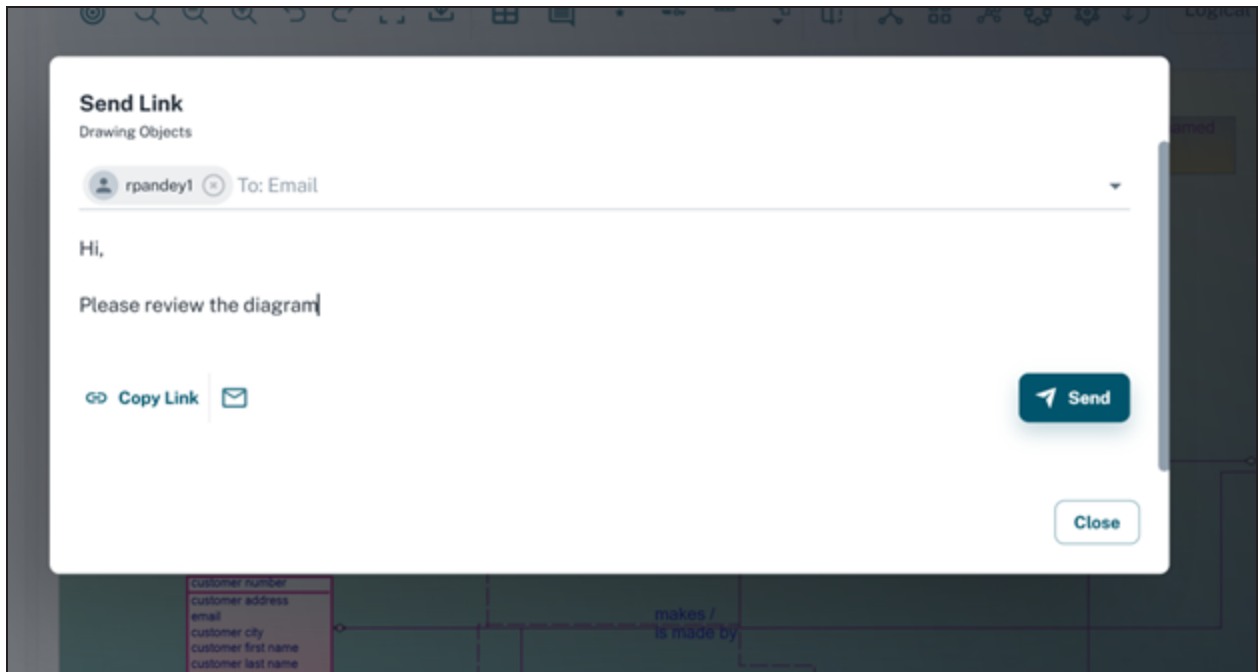 Logical
Send Link
Drawing Objects
rpandey1 To: Email
Hi,
Please review the diagram
Copy Link
Send
Close
customer number
customer address
email
customer city
customer first name
customer last name
makes /
is made by